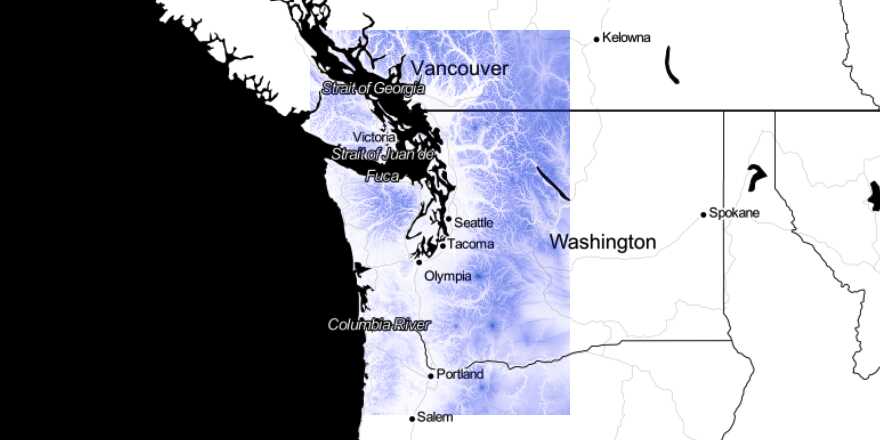 Kelowna
Vancouver
Strait of Georgia
Victoria
Strait of Juan de
Fuca
Spokane
Seattle
Washington
Tacoma
Olympia
Columbia River
Portland
Salem